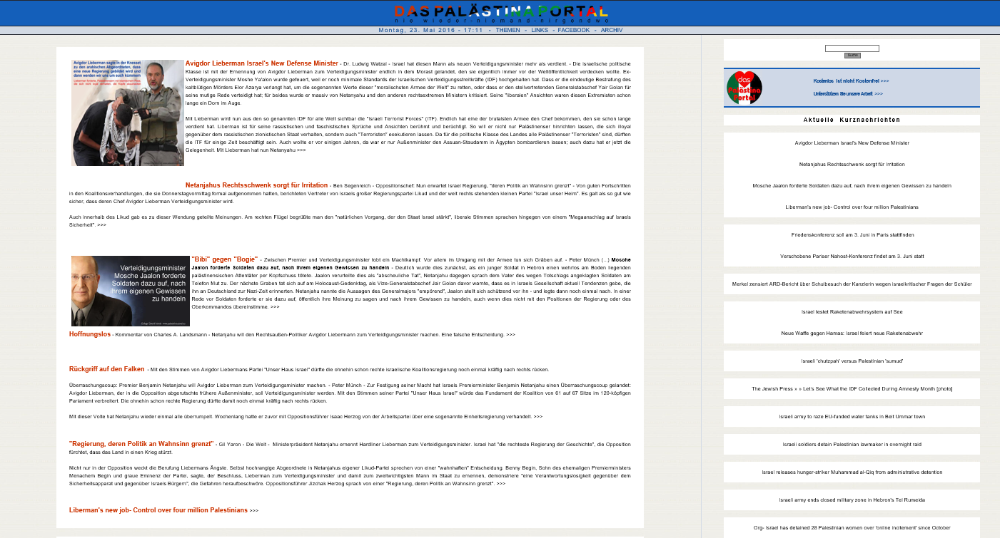 DAS PALÄSTINA PORTAL
nie wieder-niemand-nirgendwo
Montag, 23. Mai 2016 - 17:11 - THEMEN - LINKS - FACEBOOK - ARCHIV
Avigdor Lieberman sagte in der Knesset
zu den arabischen Abgeordneten, dass
eine neue Regierung gebildet wird und
dann werden wir uns um euch kümmern
Avigdor Lieberman Israel's New Defense Minister - Dr. Ludwig Watzal - Israel hat diesen Mann als neuen Verteidigungsminister mehr als verdient. - Die israelische politische
Klasse ist mit der Ernennung von Avigdor Lieberman zum Verteidigungsminister endlich in dem Morast gelandet, den sie eigentlich immer vor der Weltöffentlichkeit verdecken wollte. Ex-
Verteidigungsminister Moshe Ya'alon wurde gefeuert, weil er noch minimale Standards der Israelischen Verteidigungsstreitkräfte (IDF) hochgehalten hat. Dass er die eindeutige Bestrafung des
kaltblütigen Mörders Elor Azarya verlangt hat, um die sogenannten Werte dieser "moralischsten Armee der Welt" zu retten, oder dass er den stellvertretenden Generalstabschef Yair Golan für
seine mutige Rede verteidigt hat; für beides wurde er massiv von Netanyahu und den anderen rechtsextremen Ministern kritisiert. Seine "liberalen" Ansichten waren diesen Extremisten schon
lange ein Dorn im Auge.
Mit Lieberman wird nun aus den so genannten IDF für alle Welt sichtbar die "Israeli Terrorist Forces" (ITF). Endlich hat eine der brutalsten Armee den Chef bekommen, den sie schon lange
verdient hat. Liberman ist für seine rassistischen und faschistischen Sprüche und Ansichten berühmt und berüchtigt. So will er nicht nur Palästinenser hinrichten lassen, die sich illoyal
gegenüber dem rassistischen zionistischen Staat verhalten, sondern auch "Terroristen" exekutieren lassen. Da für die politische Klasse des Landes alle Palästinenser "Terroristen" sind, dürften
die ITF für einige Zeit beschäftigt sein. Auch wollte er vor einigen Jahren, da war er nur Außenminister den Assuan-Staudamm in Ägypten bombardieren lassen; auch dazu hat er jetzt die
Gelegenheit. Mit Lieberman hat nun Netanyahu >>>
Netanjahus Rechtsschwenk sorgt für Irritation - Ben Segenreich - Oppositionschef: Nun erwartet Israel Regierung, "deren Politik an Wahnsinn grenzt" - Von guten Fortschritten
in den Koalitionsverhandlungen, die sie Donnerstagvormittag formal aufgenommen hatten, berichteten Vertreter von Israels großer Regierungspartei Likud und der weit rechts stehenden kleinen Partei "Israel unser Heim". Es galt als so gut wie
sicher, dass deren Chef Avigdor Lieberman Verteidigungsminister wird.
Auch innerhalb des Likud gab es zu dieser Wendung geteilte Meinungen. Am rechten Flügel begrüßte man den "natürlichen Vorgang, der den Staat Israel stärkt", liberale Stimmen sprachen hingegen von einem "Megaanschlag auf Israels
Sicherheit". >>>
Verteidigungsminister
Mosche Jaalon forderte
Soldaten dazu auf, nach
ihrem eigenen Gewissen
zu handeln
"Bibi" gegen "Bogie" - Zwischen Premier und Verteidigungsminister tobt ein Machtkampf. Vor allem im Umgang mit der Armee tun sich Gräben auf. - Peter Münch (...) Mosche
Jaalon forderte Soldaten dazu auf, nach ihrem eigenen Gewissen zu handeln - Deutlich wurde dies zunächst, als ein junger Soldat in Hebron einen wehrlos am Boden liegenden
palästinensischen Attentäter per Kopfschuss tötete. Jaalon verurteilte dies als "abscheuliche Tat", Netanjahu dagegen sprach dem Vater des wegen Totschlags angeklagten Soldaten am
Telefon Mut zu. Der nächste Graben tat sich auf am Holocaust-Gedenktag, als Vize-Generalstabschef Jair Golan davor warnte, dass es in Israels Gesellschaft aktuell Tendenzen gebe, die
ihn an Deutschland zur Nazi-Zeit erinnerten. Netanjahu nannte die Aussagen des Generalmajors "empörend", Jaalon stellt sich schützend vor ihn - und legte dann noch einmal nach. In einer
Rede vor Soldaten forderte er sie dazu auf, öffentlich ihre Meinung zu sagen und nach ihrem Gewissen zu handeln, auch wenn dies nicht mit den Positionen der Regierung oder des
Oberkommandos übereinstimme. >>>
Hoffnungslos - Kommentar von Charles A. Landsmann - Netanjahu will den Rechtsaußen-Politiker Avigdor Liebermann zum Verteidigungsminister machen. Eine falsche Entscheidung. >>>
Rückgriff auf den Falken - Mit den Stimmen von Avigdor Liebermans Partei "Unser Haus Israel" dürfte die ohnehin schon rechte israelische Koalitionsregierung noch einmal kräftig nach rechts rücken.
Überraschungscoup: Premier Benjamin Netanjahu will Avigdor Lieberman zum Verteidigungsminister machen. - Peter Münch - Zur Festigung seiner Macht hat Israels Premierminister Benjamin Netanjahu einen Überraschungscoup gelandet:
Avigdor Lieberman, der in die Opposition abgerutschte frühere Außenminister, soll Verteidigungsminister werden. Mit den Stimmen seiner Partei "Unser Haus Israel" würde das Fundament der Koalition von 61 auf 67 Sitze im 120-köpfigen
Parlament verbreitert. Die ohnehin schon rechte Regierung dürfte damit noch einmal kräftig nach rechts rücken.
Mit dieser Volte hat Netanjahu wieder einmal alle überrumpelt. Wochenlang hatte er zuvor mit Oppositionsführer Isaac Herzog von der Arbeitspartei über eine sogenannte Einheitsregierung verhandelt. >>>
"Regierung, deren Politik an Wahnsinn grenzt" - Gil Yaron - Die Welt - Ministerpräsident Netanjahu ernennt Hardliner Lieberman zum Verteidigungsminister. Israel hat "die rechteste Regierung der Geschichte", die Opposition
fürchtet, dass das Land in einen Krieg stürzt.
Nicht nur in der Opposition weckt die Berufung Liebermans Ängste. Selbst hochrangige Abgeordnete in Netanjahus eigener Likud-Partei sprechen von einer "wahnhaften" Entscheidung. Benny Begin, Sohn des ehemaligen Premierministers
Menachem Begin und graue Eminenz der Partei, sagte, der Beschluss, Lieberman zum Verteidigungsminister und damit zum zweitwichtigsten Mann im Staat zu ernennen, demonstriere "eine Verantwortungslosigkeit gegenüber dem
Sicherheitsapparat und gegenüber Israels Bürgern", die Gefahren heraufbeschwöre. Oppositionsführer Jizchak Herzog sprach von einer "Regierung, deren Politik an Wahnsinn grenzt". >>>
Liberman's new job- Control over four million Palestinians >>>
Suche
das
Palästina
Portal
Kostenlos ist nicht Kostenfrei >>>
Unterstützen Sie unsere Arbeit >>>
Aktuelle Kurznachrichten
Avigdor Lieberman Israel's New Defense Minister
Netanjahus Rechtsschwenk sorgt für Irritation
Mosche Jaalon forderte Soldaten dazu auf, nach ihrem eigenen Gewissen zu handeln
Liberman's new job- Control over four million Palestinians
Friedenskonferenz soll am 3. Juni in Paris stattfinden
Verschobene Pariser Nahost-Konferenz findet am 3. Juni statt
Merkel zensiert ARD-Bericht über Schulbesuch der Kanzlerin wegen israelkritischer Fragen der Schüler
Israel testet Raketenabwehrsystem auf See
Neue Waffe gegen Hamas: Israel feiert neue Raketenabwehr
Israeli 'chutzpah' versus Palestinian 'sumud'
The Jewish Press » » Let's See What the IDF Collected During Amnesty Month [photo]
Israeli army to raze EU-funded water tanks in Beit Ummar town
Israeli soldiers detain Palestinian lawmaker in overnight raid
Israel releases hunger-striker Muhammad al-Qiq from administrative detention
Israeli army ends closed military zone in Hebron's Tel Rumeida
Org- Israel has detained 28 Palestinian women over 'online incitement' since October